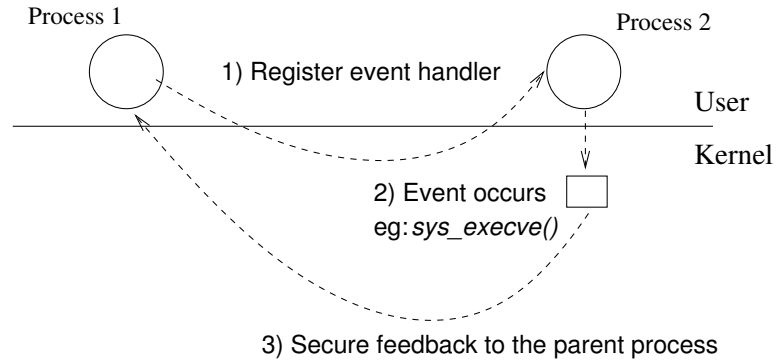 Process 1
Process 2
1) Register event handler
User
Kernel
2) Event occurs
eg: sys_execve()
3) Secure feedback to the parent process